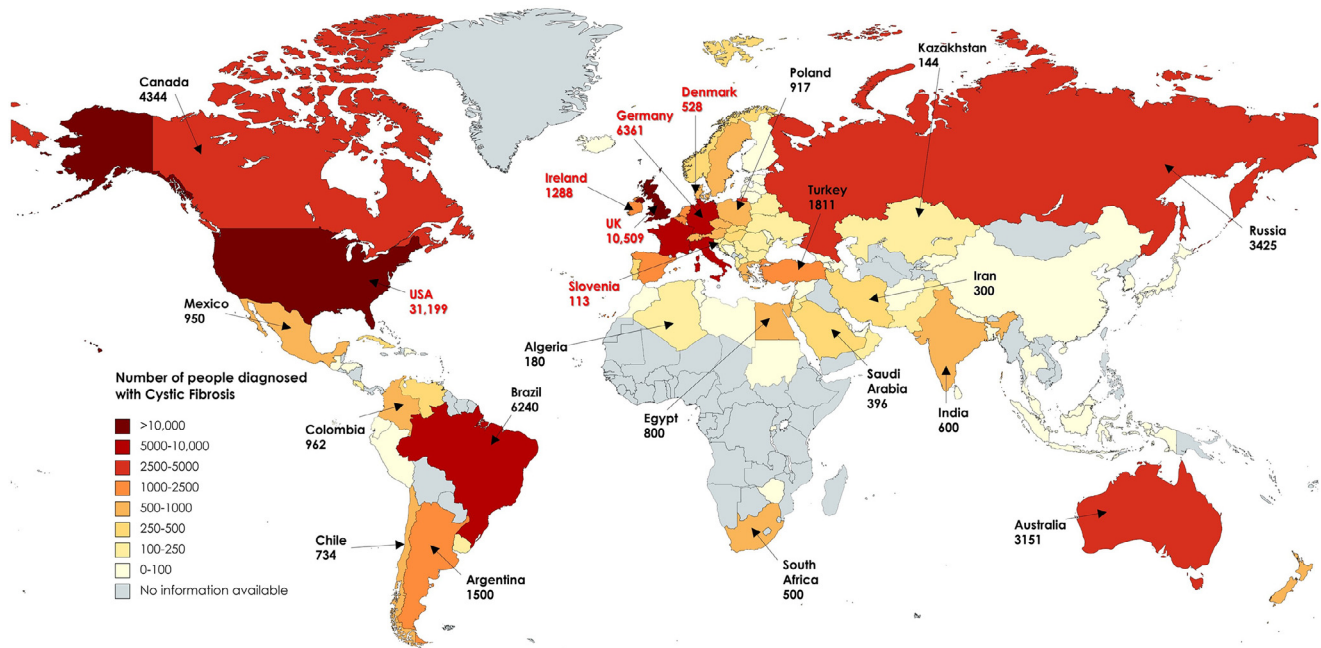 Kazäkhstan
144
Canada
4344
Poland
917
Denmark
528
Germany
6361
Ireland
1288
Turkey
1811
UK
10,509
Russia
3425
Iran
300
Slovenia
113
USA
31,199
Mexico
950
Algeria
180
Saudi
Arabia
396
Number of people diagnosed
with Cystic Fibrosis
>10,000
5000-10,000
2500-5000
1000-2500
500-1000
250-500
100-250
0-100
No information available
Brazil
6240
Egypt
800
India
600
Colombia
962
Australia
3151
Chile
734
South
Africa
500
Argentina
1500